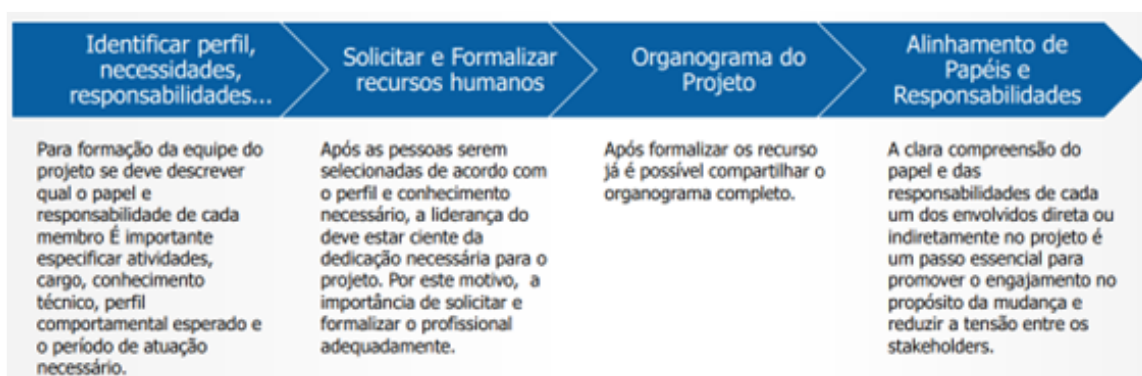 Identificar perfil,
necessidades,
responsabilidades...
Solicitar e Formalizar
recursos humanos
Organograma do
Projeto
Alinhamento de
Papéis e
Responsabilidades
Para formação da equipe do
projeto se deve descrever
qual o papel e
responsabilidade de cada
membro É importante
especificar atividades,
cargo, conhecimento
técnico, perfil
comportamental esperado e
o período de atuação
necessário.
Após as pessoas serem
selecionadas de acordo com
o perfil e conhecimento
necessário, a liderança do
deve estar ciente da
dedicação necessária para o
projeto. Por este motivo, a
importância de solicitar e
formalizar o profissional
adequadamente.
Após formalizar os recurso
já é possível compartilhar o
organograma completo.
A clara compreensão do
papel e das
responsabilidades de cada
um dos envolvidos direta ou
indiretamente no projeto é
um passo essencial para
promover o engajamento no
propósito da mudança e
reduzir a tensão entre os
stakeholders.